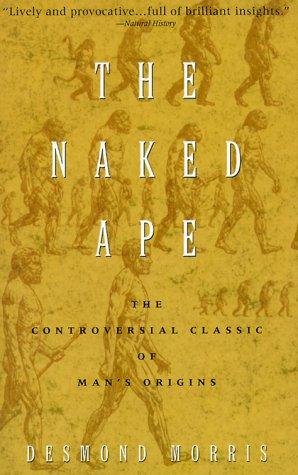 “Lively and provocative...full of brilliant insights.”
—Natural History
THE
NAKED
APE
THE
CONTROVERSIAL CLASSIC
OF
MAN'S ORIGINS
DESMOND MORRIS